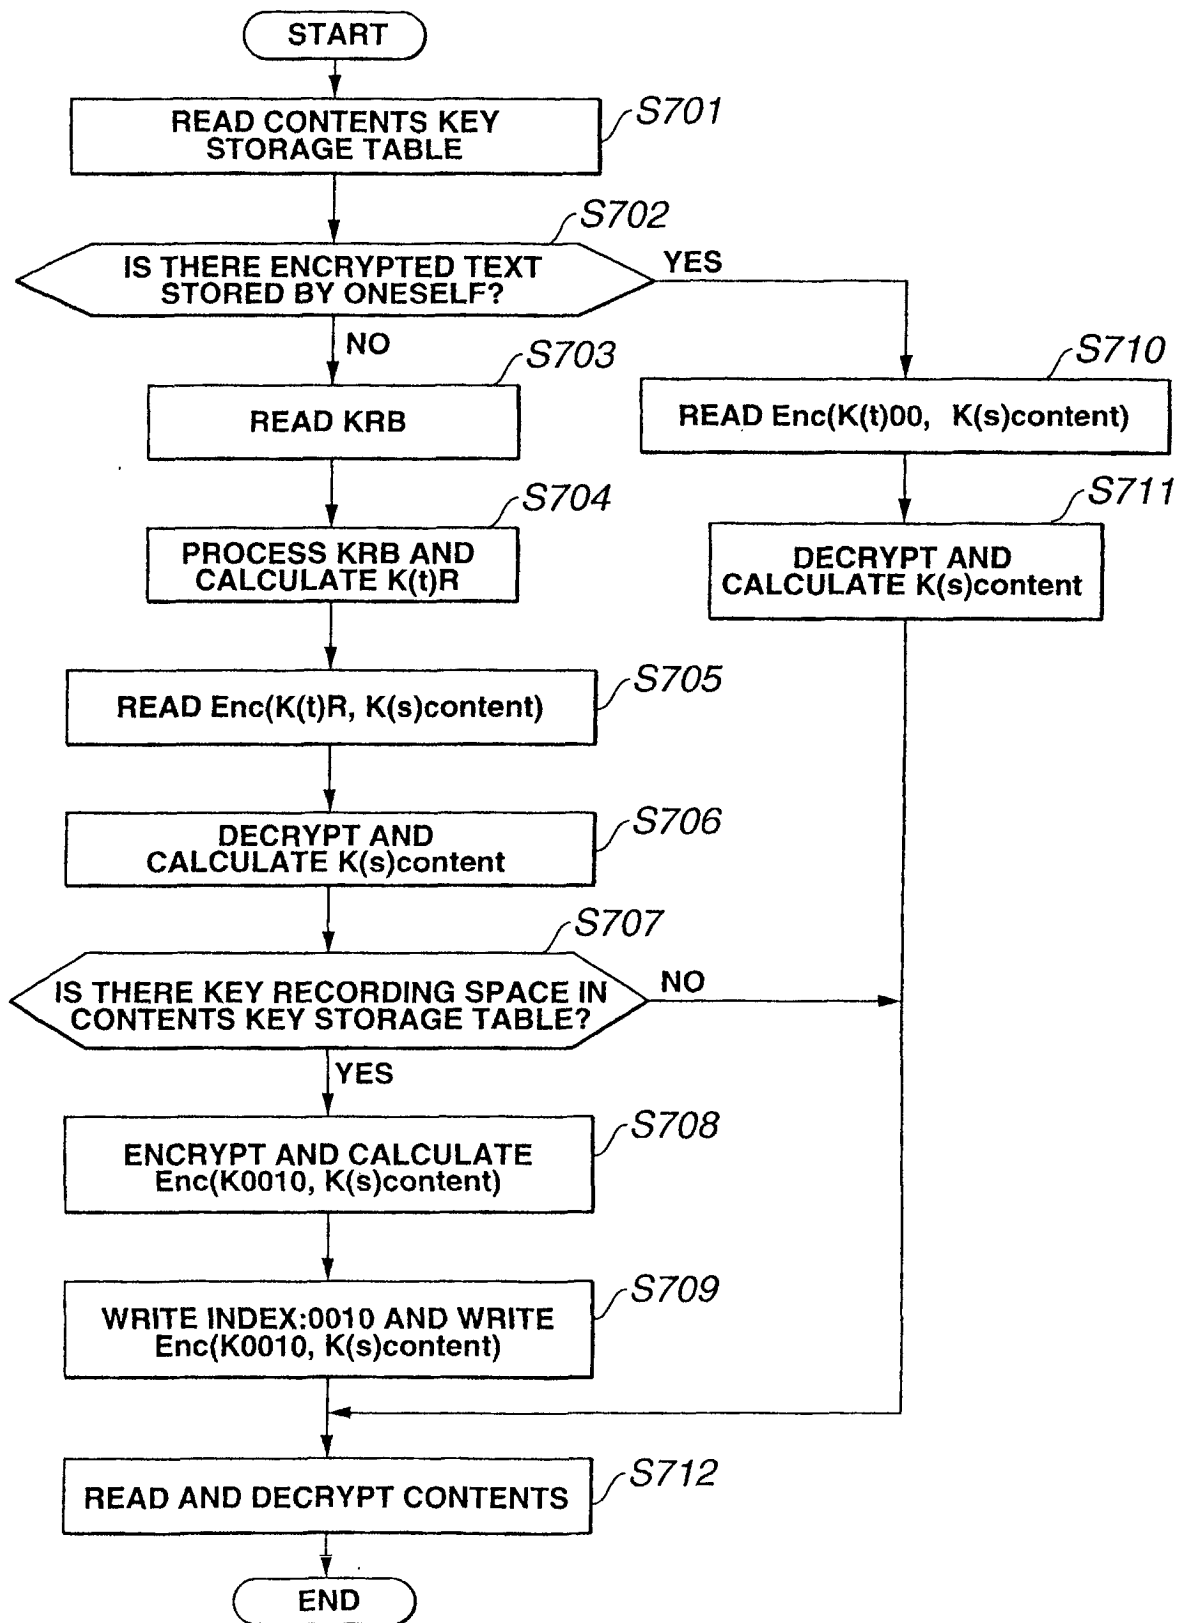 START
READ CONTENTS KEY
STORAGE TABLE
S701
S702
IS THERE ENCRYPTED TEXT
STORED BY ONESELF?
YES
NO
S703
READ KRB
S710
READ Enc(K(t)00, K(s)content)
S704
PROCESS KRB AND
CALCULATE K(t)R
S711
DECRYPT AND
CALCULATE K(s)content
S705
READ Enc(K(t)R, K(s)content)
S706
DECRYPT AND
CALCULATE K(s)content
S707
IS THERE KEY RECORDING SPACE IN
CONTENTS KEY STORAGE TABLE?
NO
YES
S708
ENCRYPT AND CALCULATE
Enc(K0010, K(s)content)
S709
WRITE INDEX:0010 AND WRITE
Enc(K0010, K(s)content)
S712
READ AND DECRYPT CONTENTS
END